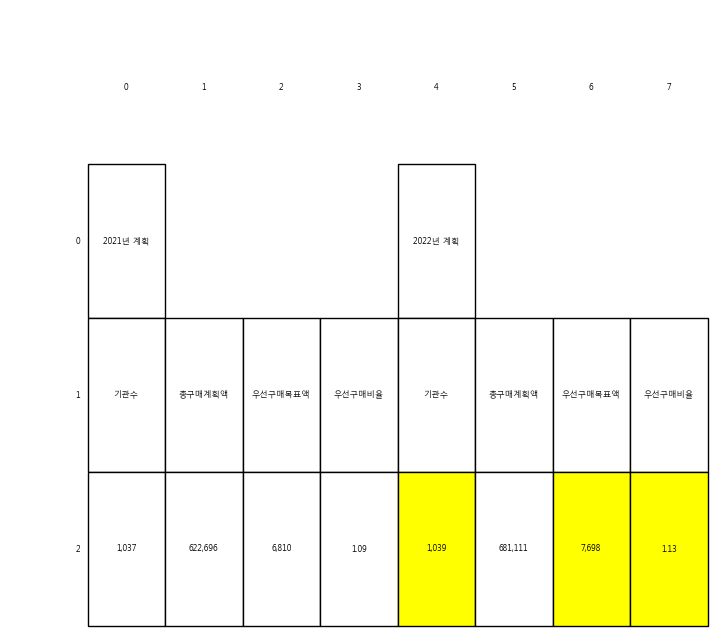 0 1 2 3 4 5 6 7
0 2021년 계획 2022년 계획
1 기관수 총구매계획액 우선구매목표액 우선구매비율 기관수 총구매계획액 우선구매목표액 우선구매비율
2 1,037 622,696 6,810 1.09 1,039 681,111 7,698 1.13